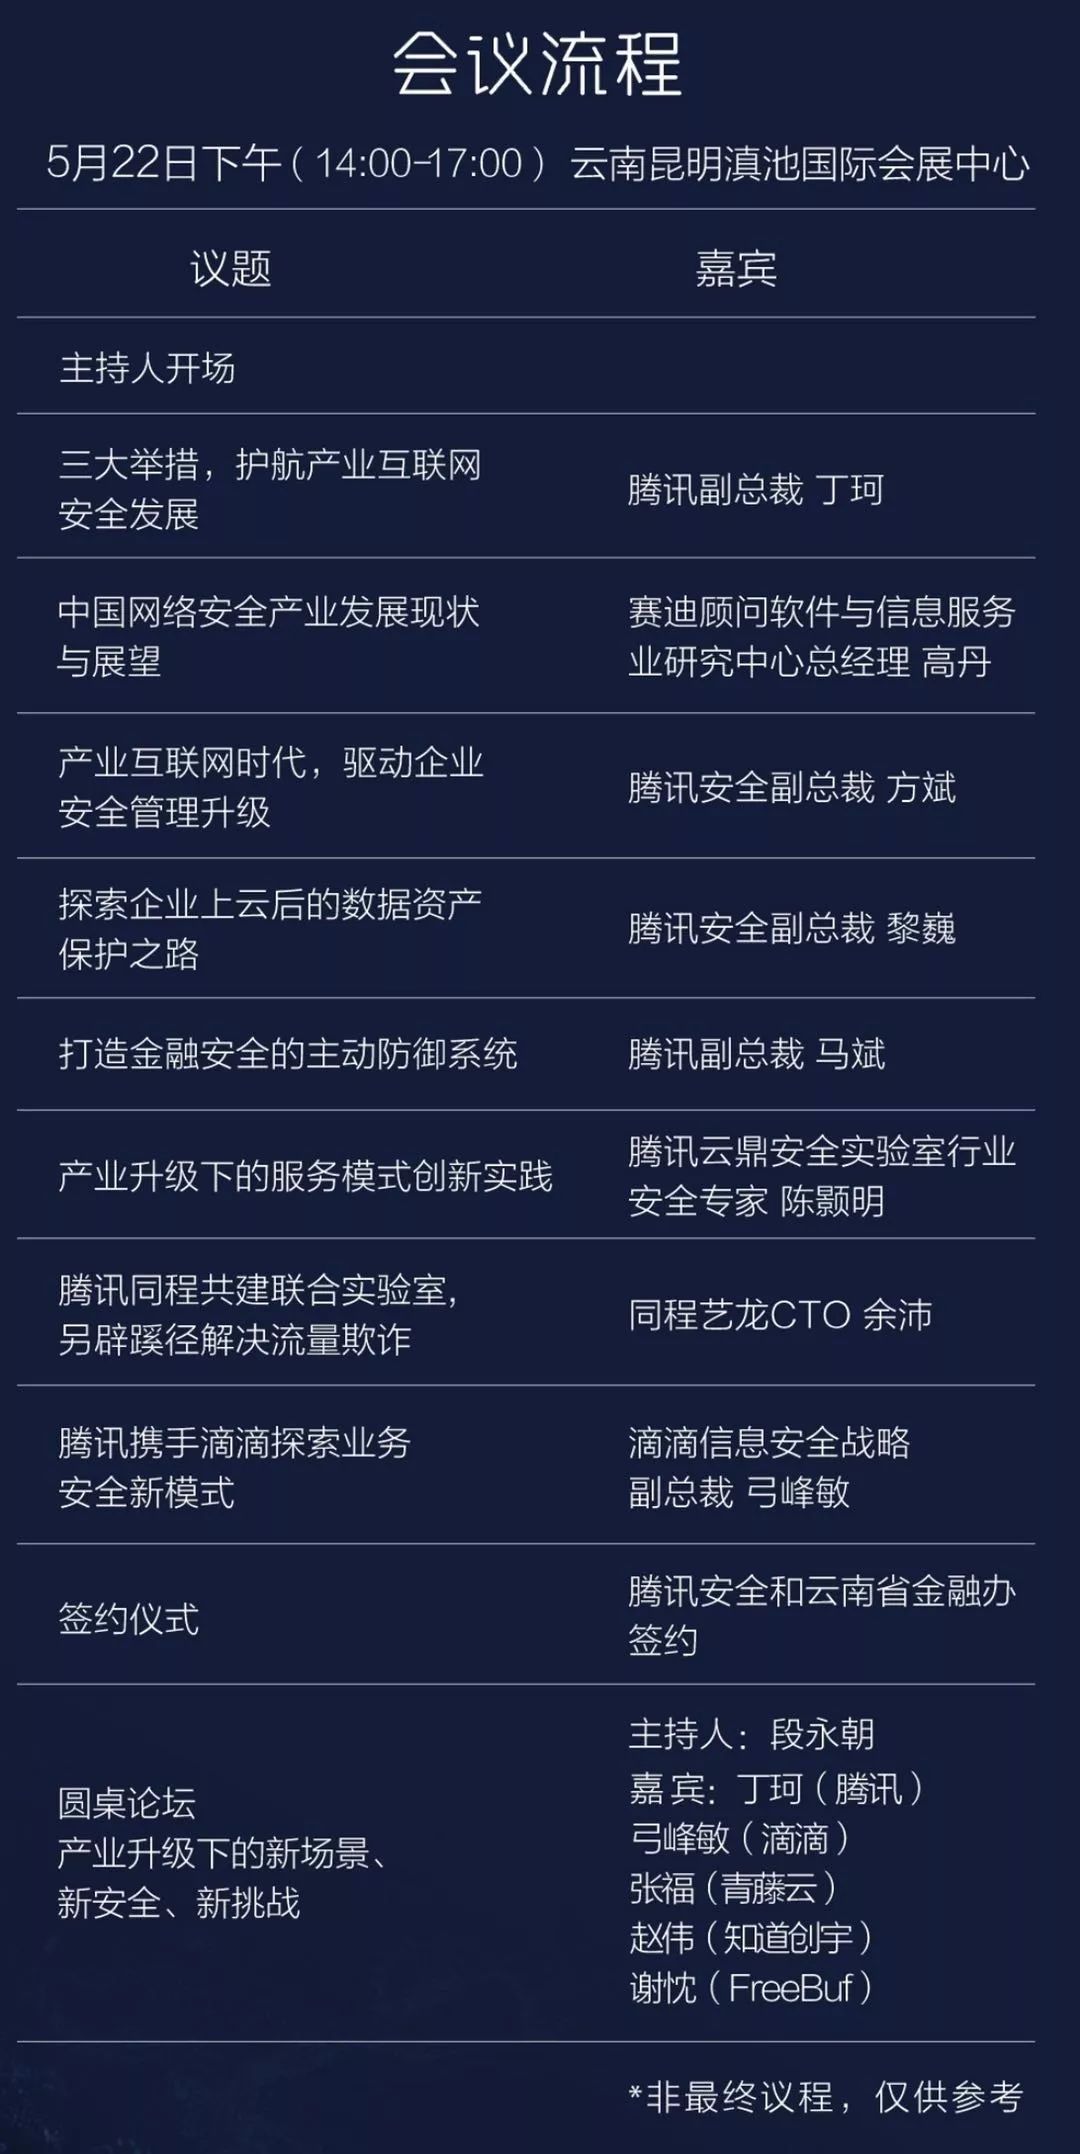 会议流程
5月22日下午（14:00-17:00）云南昆明滇池国际会展中心
议题 嘉宾
主持人开场
三大举措，护航产业互联网
安全发展
腾讯副总裁 丁珂
中国网络安全产业发展现状
与展望
赛迪顾问软件与信息服务
业研究中心总经理 高丹
产业互联网时代，驱动企业
安全管理升级
腾讯安全副总裁 方斌
探索企业上云后的数据资产
保护之路
腾讯安全副总裁 黎巍
打造金融安全的主动防御系统
腾讯副总裁 马斌
产业升级下的服务模式创新实践
腾讯云鼎安全实验室行业
安全专家 陈颢明
腾讯同程共建联合实验室，
另辟蹊径解决流量欺诈
同程艺龙CTO 余沛
腾讯携手滴滴探索业务
安全新模式
滴滴信息安全战略
副总裁 弓峰敏
签约仪式
腾讯安全和云南省金融办
签约
圆桌论坛
产业升级下的新场景、
新安全、新挑战
主持人：段永朝
嘉 宾：丁珂（腾讯）
弓峰敏（滴滴）
张福（青藤云）
赵伟（知道创宇）
谢忱（FreeBuf）
*非最终议程，仅供参考